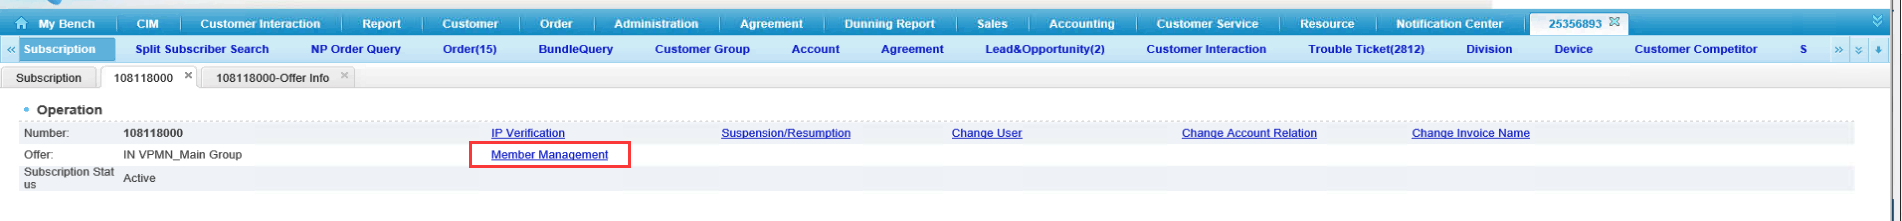 My Bench CIM Customer Interaction Report Customer Order Administration Agreement Dunning Report Sales Accounting Customer Service Resource Notification Center 25356893
Subscription Split Subscriber Search NP Order Query Order(15) BundleQuery Customer Group Account Agreement Lead&Opportunity(2) Customer Interaction Trouble Ticket(2812) Division Device Customer Competitor S
Subscription 108118000 108118000-Offer Info
Operation
Number: 108118000 IP Verification Suspension/Resumption Change User Change Account Relation Change Invoice Name
Offer: IN VPMN_Main Group Member Management
Subscription Stat
us Active